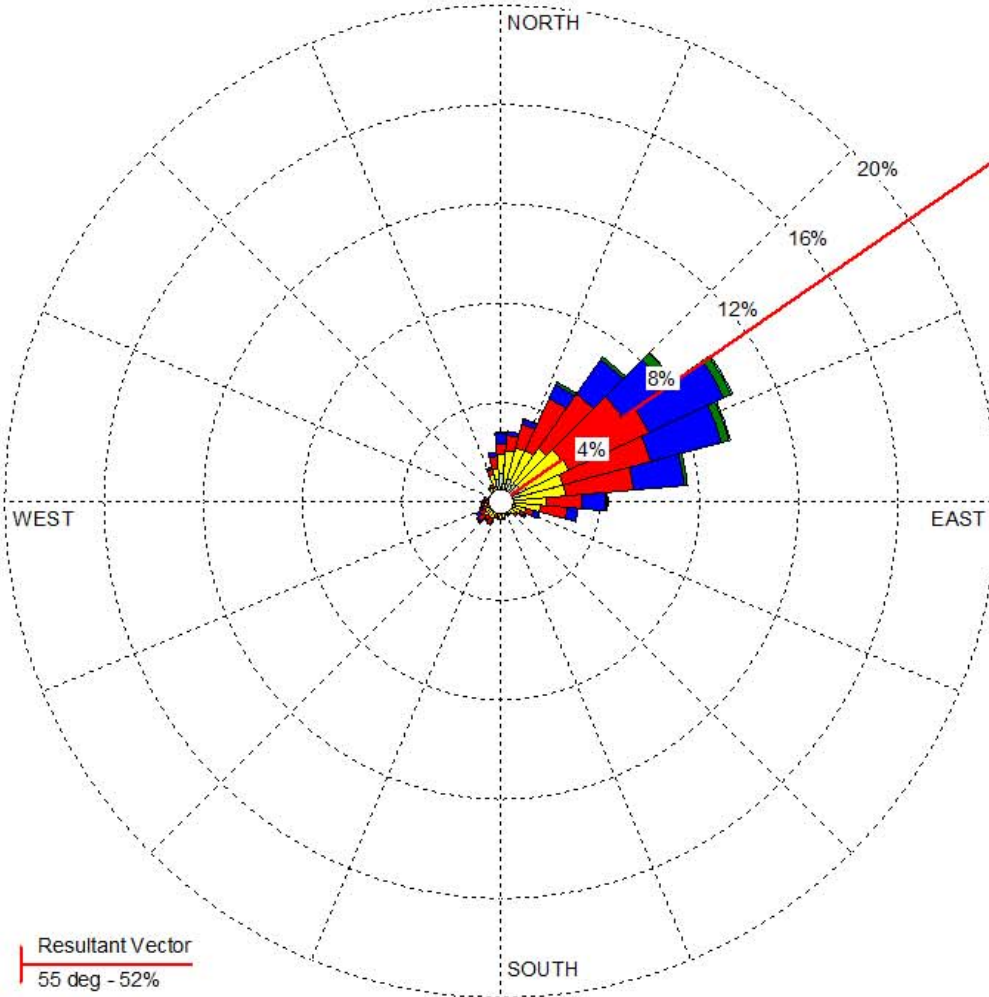 NORTH
20%
16%
12%
8%
4%
WEST
EAST
Resultant Vector
55 deg - 52%
SOUTH